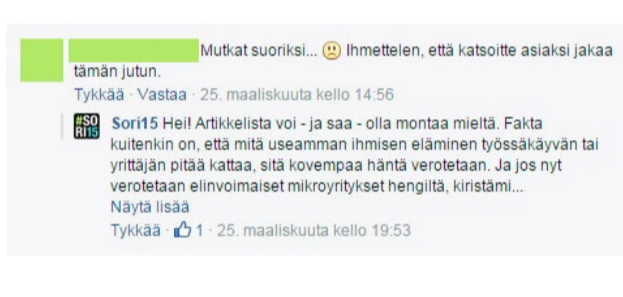 Mutkat suoriksi... Ihmettelen, että katsoitte asiaksi jakaa
tämän jutun.
Tykkää · Vastaa · 25. maaliskuuta kello 14:56
#SO
RI15
Sori15 Hei! Artikkelista voi - ja saa - olla montaa mieltä. Fakta
kuitenkin on, että mitä useamman ihmisen eläminen työssäkäyvän tai
yrittäjän pitää kattaa, sitä kovempaa häntä verotetaan. Ja jos nyt
verotetaan elinvoimaiset mikroyritykset hengiltä, kiristämi...
Näytä lisää
Tykkää · 1 · 25. maaliskuuta kello 19:53